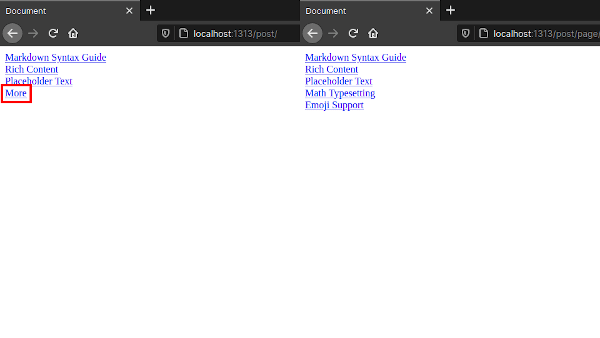 Document
localhost:1313/post/
Markdown Syntax Guide
Rich Content
Placeholder Text
More
Document
localhost:1313/post/page/
Markdown Syntax Guide
Rich Content
Placeholder Text
Math Typesetting
Emoji Support